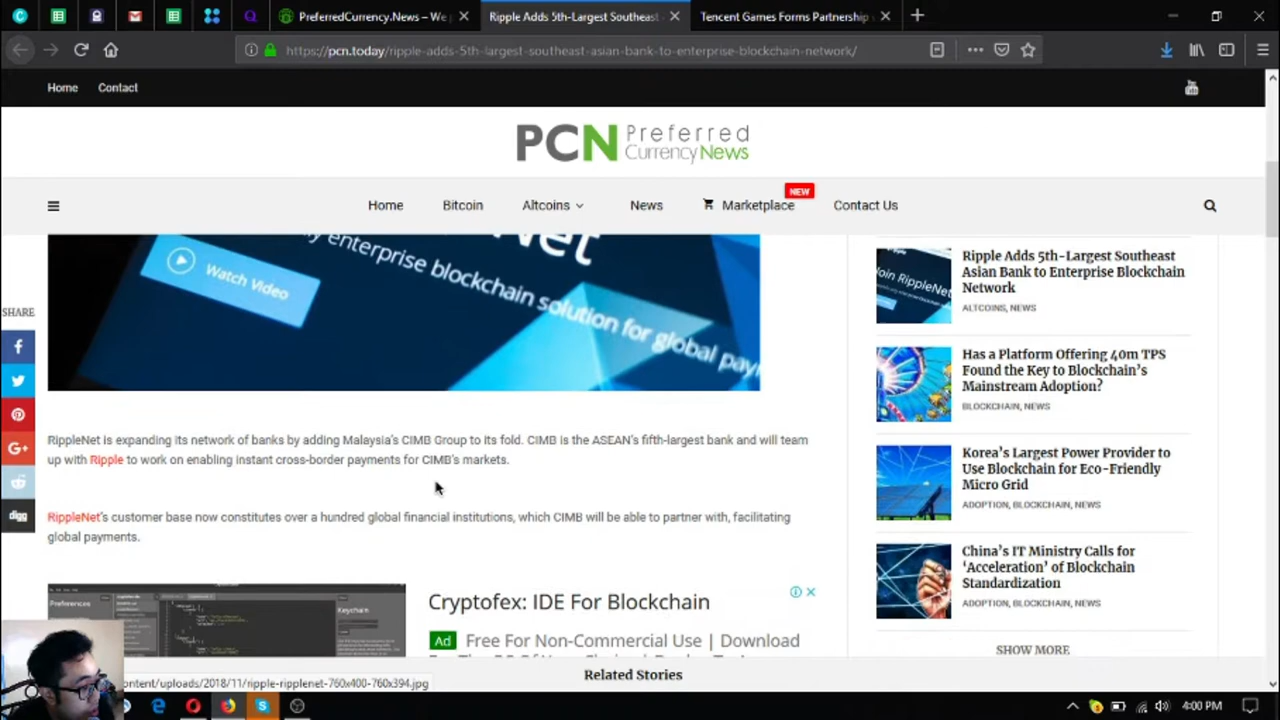 PreferredCurrency.News – We
Ripple Adds 5th-Largest Southeast
Tencent Games Forms Partnership
https://pcn.today/ripple-adds-5th-largest-southeast-asian-bank-to-enterprise-blockchain-network/
Home Contact
PCN Preferred
CurrencyNews
NEW
Home Bitcoin Altcoins News Marketplace Contact Us
enterprise blockchain solution for global pay
Watch Video
SHARE
digg
RippleNet is expanding its network of banks by adding Malaysia's CIMB Group to its fold. CIMB is the ASEAN's fifth-largest bank and will team
up with Ripple to work on enabling instant cross-border payments for CIMB's markets.
RippleNet's customer base now constitutes over a hundred global financial institutions, which CIMB will be able to partner with, facilitating
global payments.
Preferences
Keychain
Cryptofex: IDE For Blockchain
Ad Free For Non-Commercial Use | Download
Join RippleNet
Ripple Adds 5th-Largest Southeast
Asian Bank to Enterprise Blockchain
Network
ALTCOINS, NEWS
Has a Platform Offering 40m TPS
Found the Key to Blockchain's
Mainstream Adoption?
BLOCKCHAIN, NEWS
Korea's Largest Power Provider to
Use Blockchain for Eco-Friendly
Micro Grid
ADOPTION, BLOCKCHAIN, NEWS
China's IT Ministry Calls for
'Acceleration' of Blockchain
Standardization
ADOPTION, BLOCKCHAIN, NEWS
SHOW MORE
Related Stories
content/uploads/2018/11/ripple-ripplenet-760x400-760x394.jpg
4:00 PM